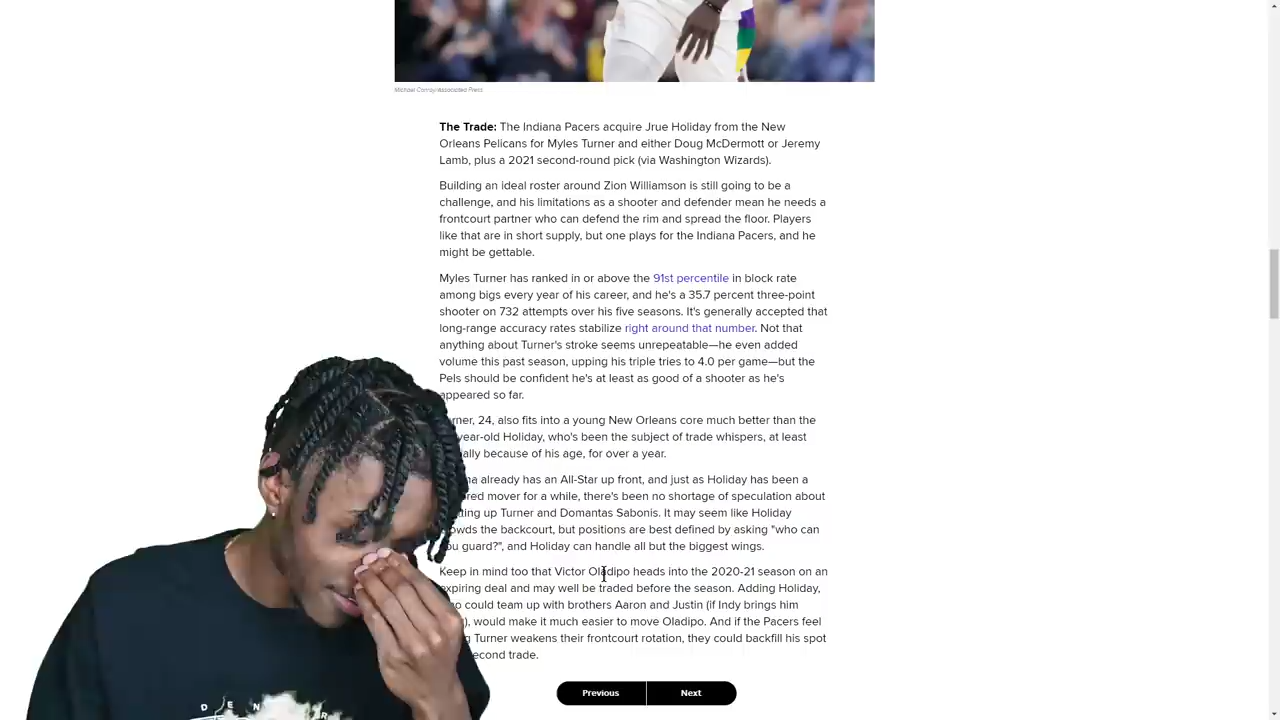 Michael Conroy/Associated Press
The Trade: The Indiana Pacers acquire Jrue Holiday from the New
Orleans Pelicans for Myles Turner and either Doug McDermott or Jeremy
Lamb, plus a 2021 second-round pick (via Washington Wizards).
Building an ideal roster around Zion Williamson is still going to be a
challenge, and his limitations as a shooter and defender mean he needs a
frontcourt partner who can defend the rim and spread the floor. Players
like that are in short supply, but one plays for the Indiana Pacers, and he
might be gettable.
Myles Turner has ranked in or above the 91st percentile in block rate
among bigs every year of his career, and he's a 35.7 percent three-point
shooter on 732 attempts over his five seasons. It's generally accepted that
long-range accuracy rates stabilize right around that number. Not that
anything about Turner's stroke seems unrepeatable—he even added
volume this past season, upping his triple tries to 4.0 per game—but the
Pels should be confident he's at least as good of a shooter as he's
appeared so far.
24, also fits into a young New Orleans core much better than the
year-old Holiday, who's been the subject of trade whispers, at least
because of his age, for over a year.
already has an All-Star up front, and just as Holiday has been a
mover for a while, there's been no shortage of speculation about
up Turner and Domantas Sabonis. It may seem like Holiday
the backcourt, but positions are best defined by asking "who can
guard?", and Holiday can handle all but the biggest wings.
Keep in mind too that Victor Oladipo heads into the 2020-21 season on an
expiring deal and may well be traded before the season. Adding Holiday,
could team up with brothers Aaron and Justin (if Indy brings him
would make it much easier to move Oladipo. And if the Pacers feel
Turner weakens their frontcourt rotation, they could backfill his spot
second trade.
Previous Next
D E N